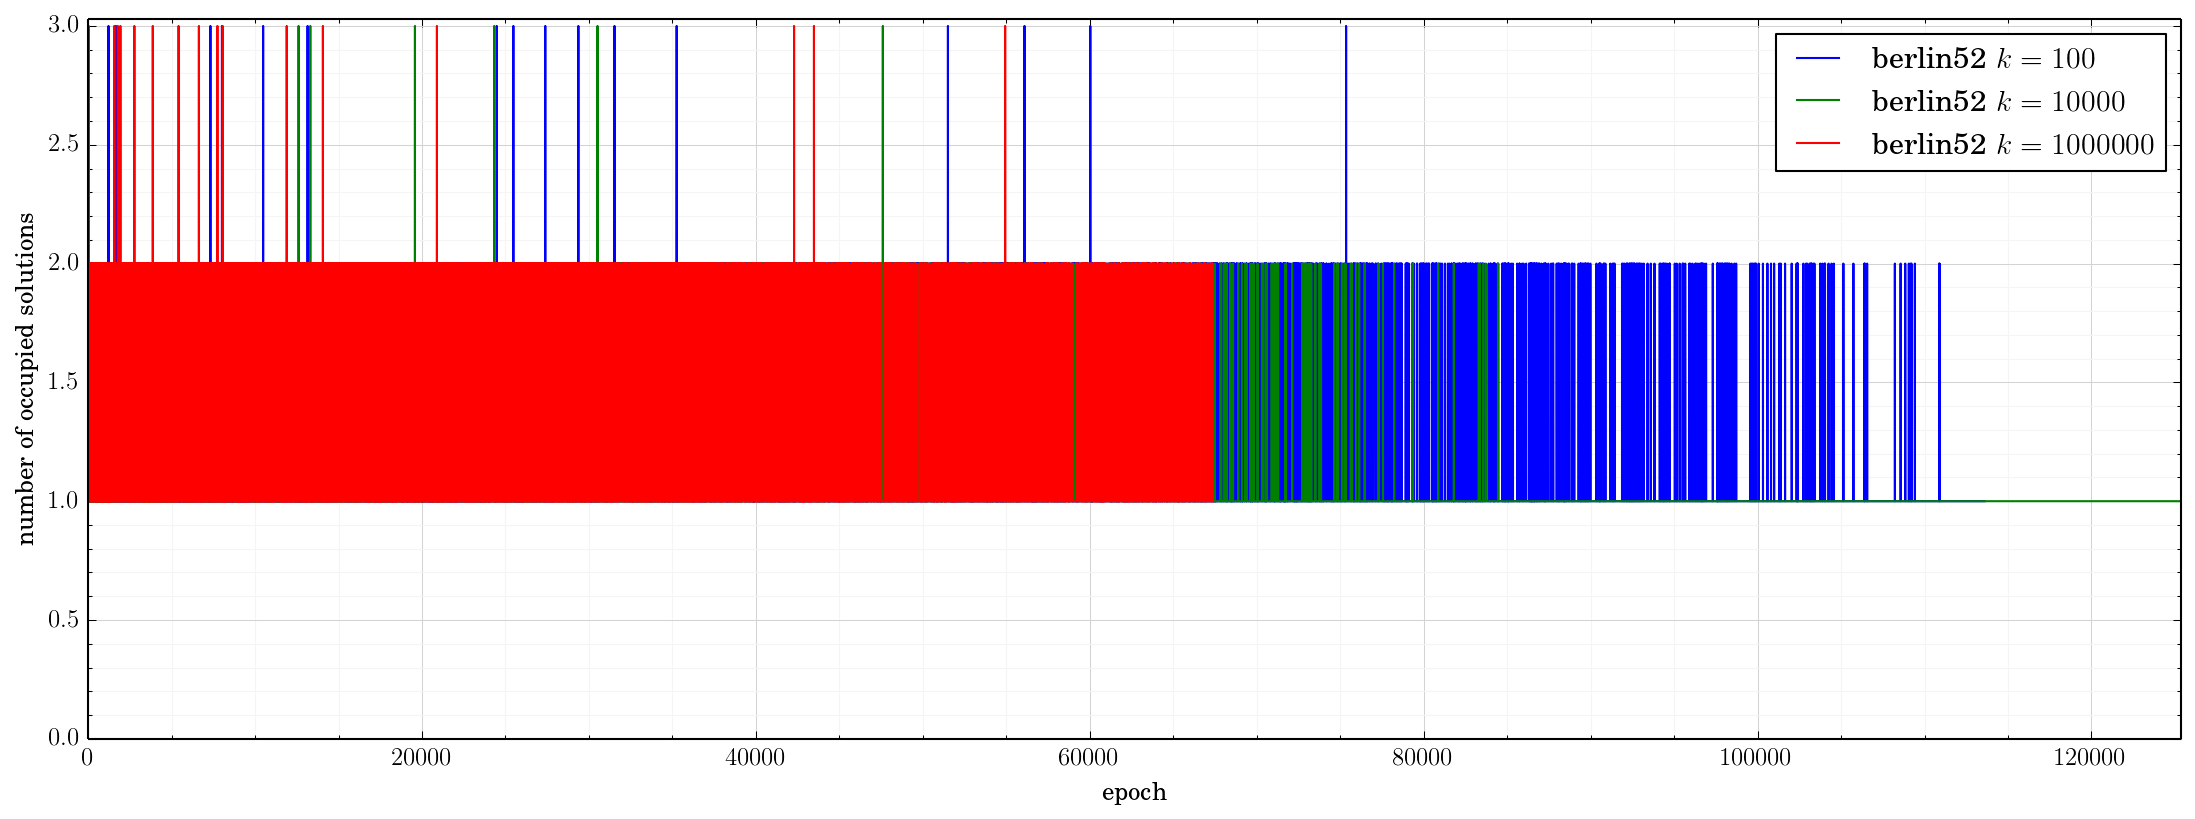 3.0
2.5
2.0
1.5
1.0
0.5
0.0
number of occupied solutions
berlin52 k = 100
berlin52 k = 10000
berlin52 k = 1000000
0 20000 40000 60000 80000 100000 120000
epoch